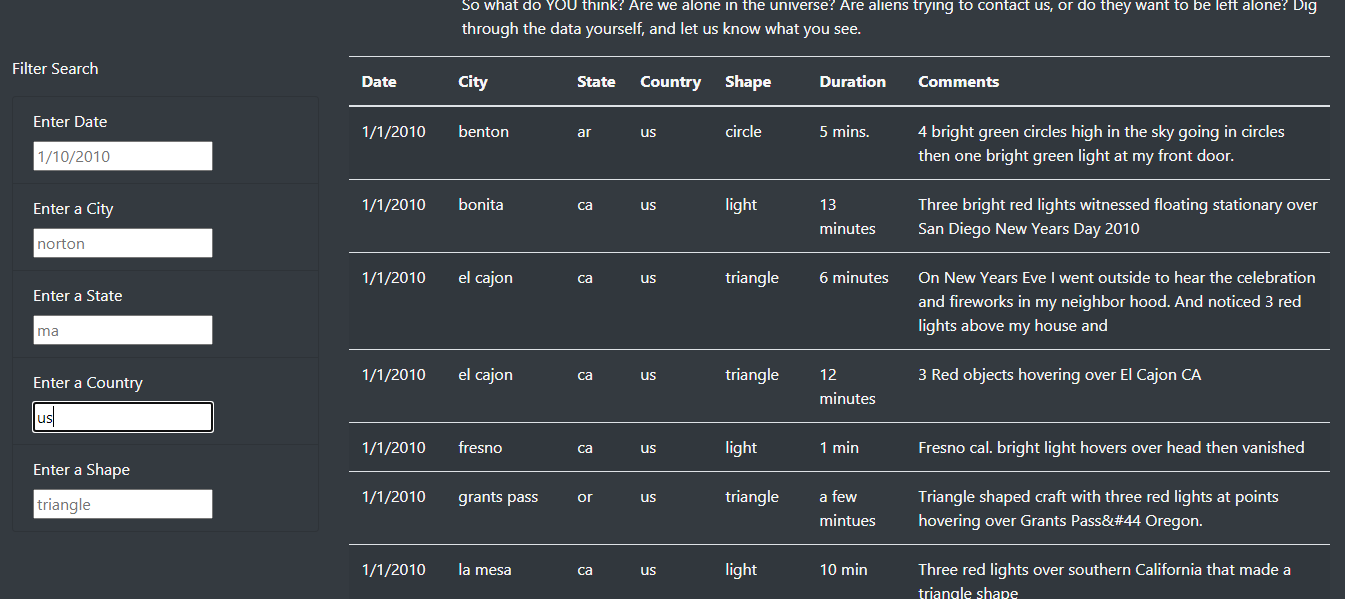 So what do YOU think? Are we alone in the universe? Are aliens trying to contact us, or do they want to be left alone? Dig
through the data yourself, and let us know what you see.
Filter Search
Enter Date
1/10/2010
Enter a City
norton
Enter a State
ma
Enter a Country
us
Enter a Shape
triangle
Date City State Country Shape Duration Comments
1/1/2010 benton ar us circle 5 mins. 4 bright green circles high in the sky going in circles
then one bright green light at my front door.
1/1/2010 bonita ca us light 13 Three bright red lights witnessed floating stationary over
minutes San Diego New Years Day 2010
1/1/2010 el cajon ca us triangle 6 minutes On New Years Eve I went outside to hear the celebration
and fireworks in my neighbor hood. And noticed 3 red
lights above my house and
1/1/2010 el cajon ca us triangle 12 3 Red objects hovering over El Cajon CA
minutes
1/1/2010 fresno ca us light 1 min Fresno cal. bright light hovers over head then vanished
1/1/2010 grants pass or us triangle a few Triangle shaped craft with three red lights at points
mintues hovering over Grants Pass&#44 Oregon.
1/1/2010 la mesa ca us light 10 min Three red lights over southern California that made a
triangle shape